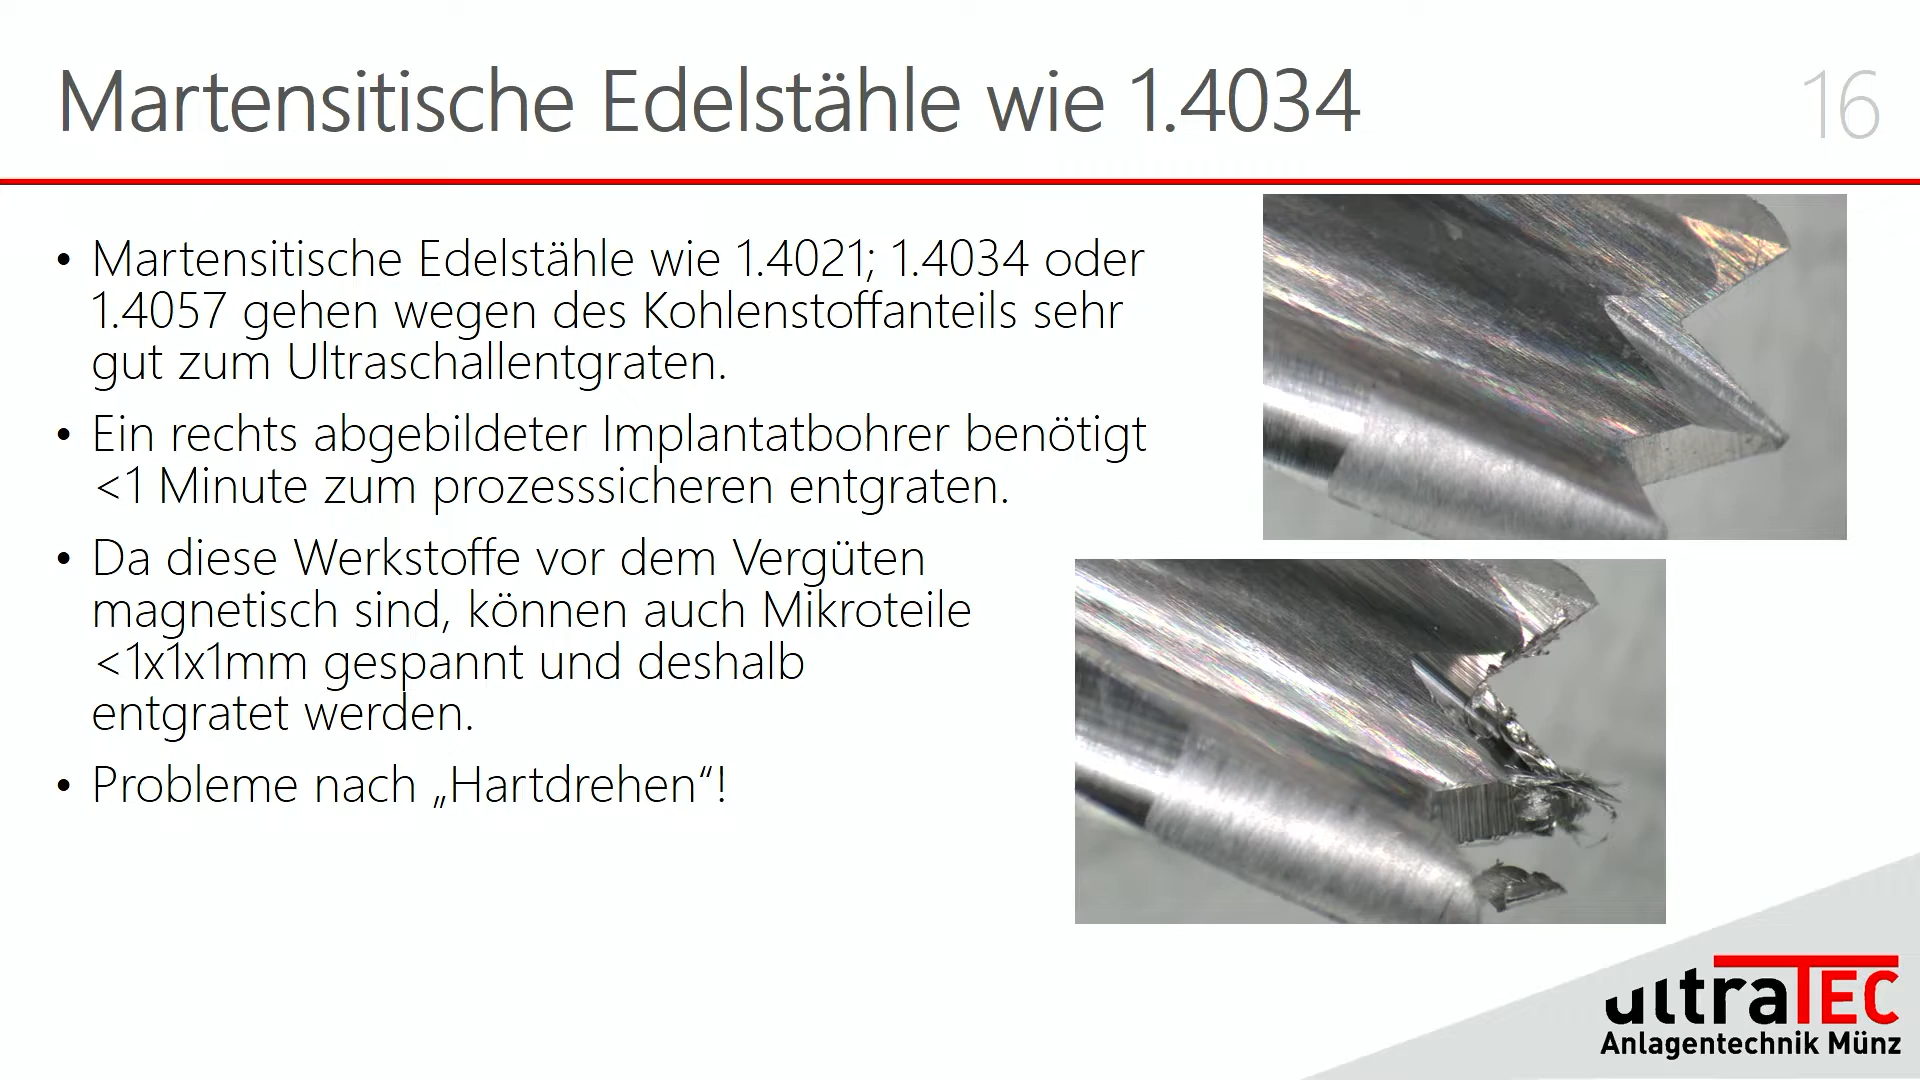 Martensitische Edelstähle wie 1.4034
16
• Martensitische Edelstähle wie 1.4021; 1.4034 oder
1.4057 gehen wegen des Kohlenstoffanteils sehr
gut zum Ultraschallentgraten.
• Ein rechts abgebildeter Implantatbohrer benötigt
<1 Minute zum prozesssicheren entgraten.
• Da diese Werkstoffe vor dem Vergüten
magnetisch sind, können auch Mikroteile
<1x1x1mm gespannt und deshalb
entgratet werden.
• Probleme nach „Hartdrehen“!
ultraTEC
Anlagentechnik Münz